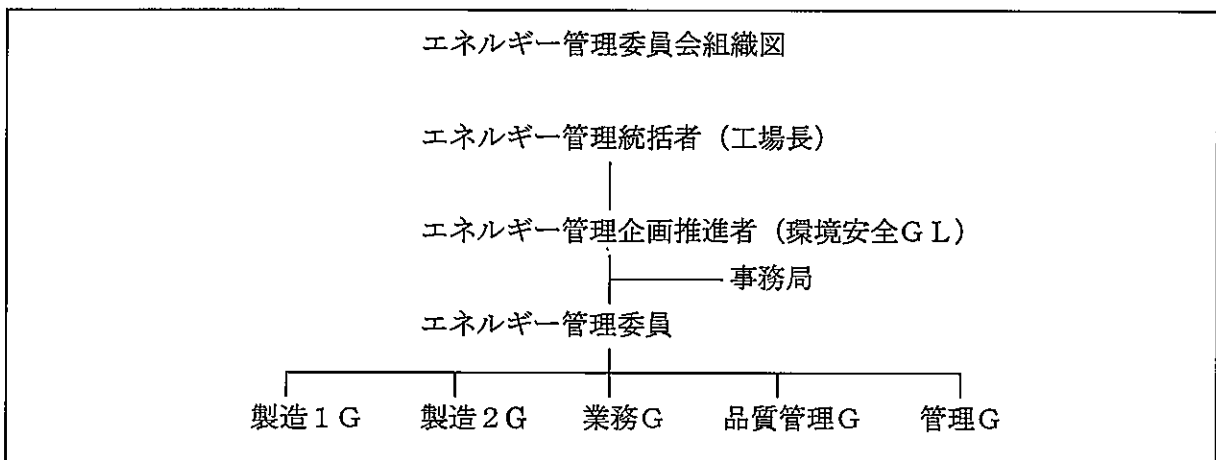 エネルギー管理委員会組織図
エネルギー管理統括者（工場長）
エネルギー管理企画推進者（環境安全ＧＬ）
事務局
エネルギー管理委員
製造１Ｇ　製造２Ｇ　業務Ｇ　品質管理Ｇ　管理Ｇ